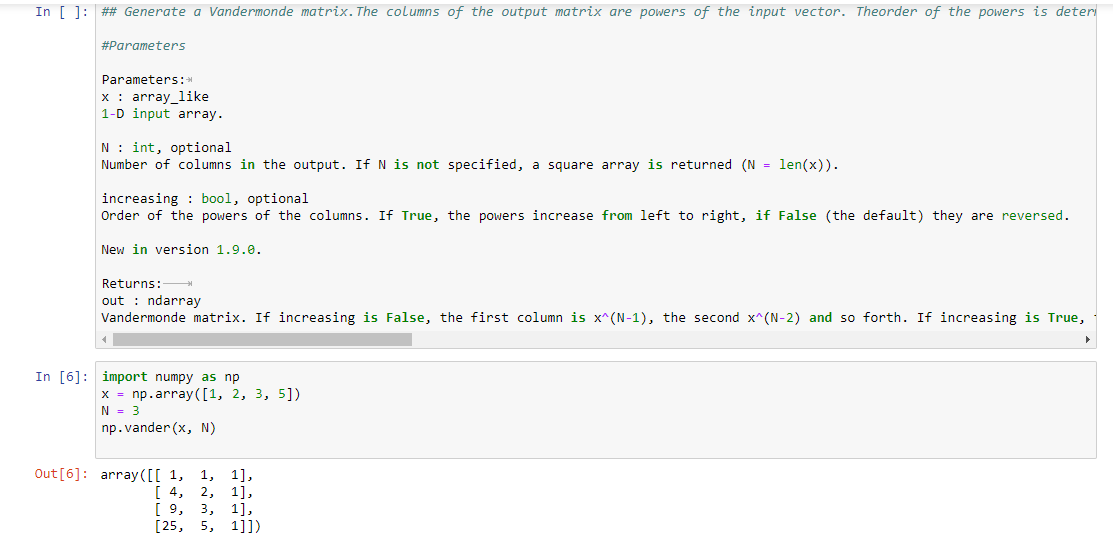 In [ ]: ## Generate a Vandermonde matrix.The columns of the output matrix are powers of the input vector. Theorder of the powers is
#Parameters
Parameters:
x : array_like
1-D input array.
N : int, optional
Number of columns in the output. If N is not specified, a square array is returned (N = len(x)).
increasing : bool, optional
Order of the powers of the columns. If True, the powers increase from left to right, if False (the default) they are reversed.
New in version 1.9.0.
Returns:
out : ndarray
Vandermonde matrix. If increasing is False, the first column is x^(N-1), the second x^(N-2) and so forth. If increasing is True,
In [6]: import numpy as np
x = np.array([1, 2, 3, 5])
N = 3
np.vander(x, N)
Out[6]: array([[ 1, 1, 1],
[ 4, 2, 1],
[ 9, 3, 1],
[25, 5, 1]])